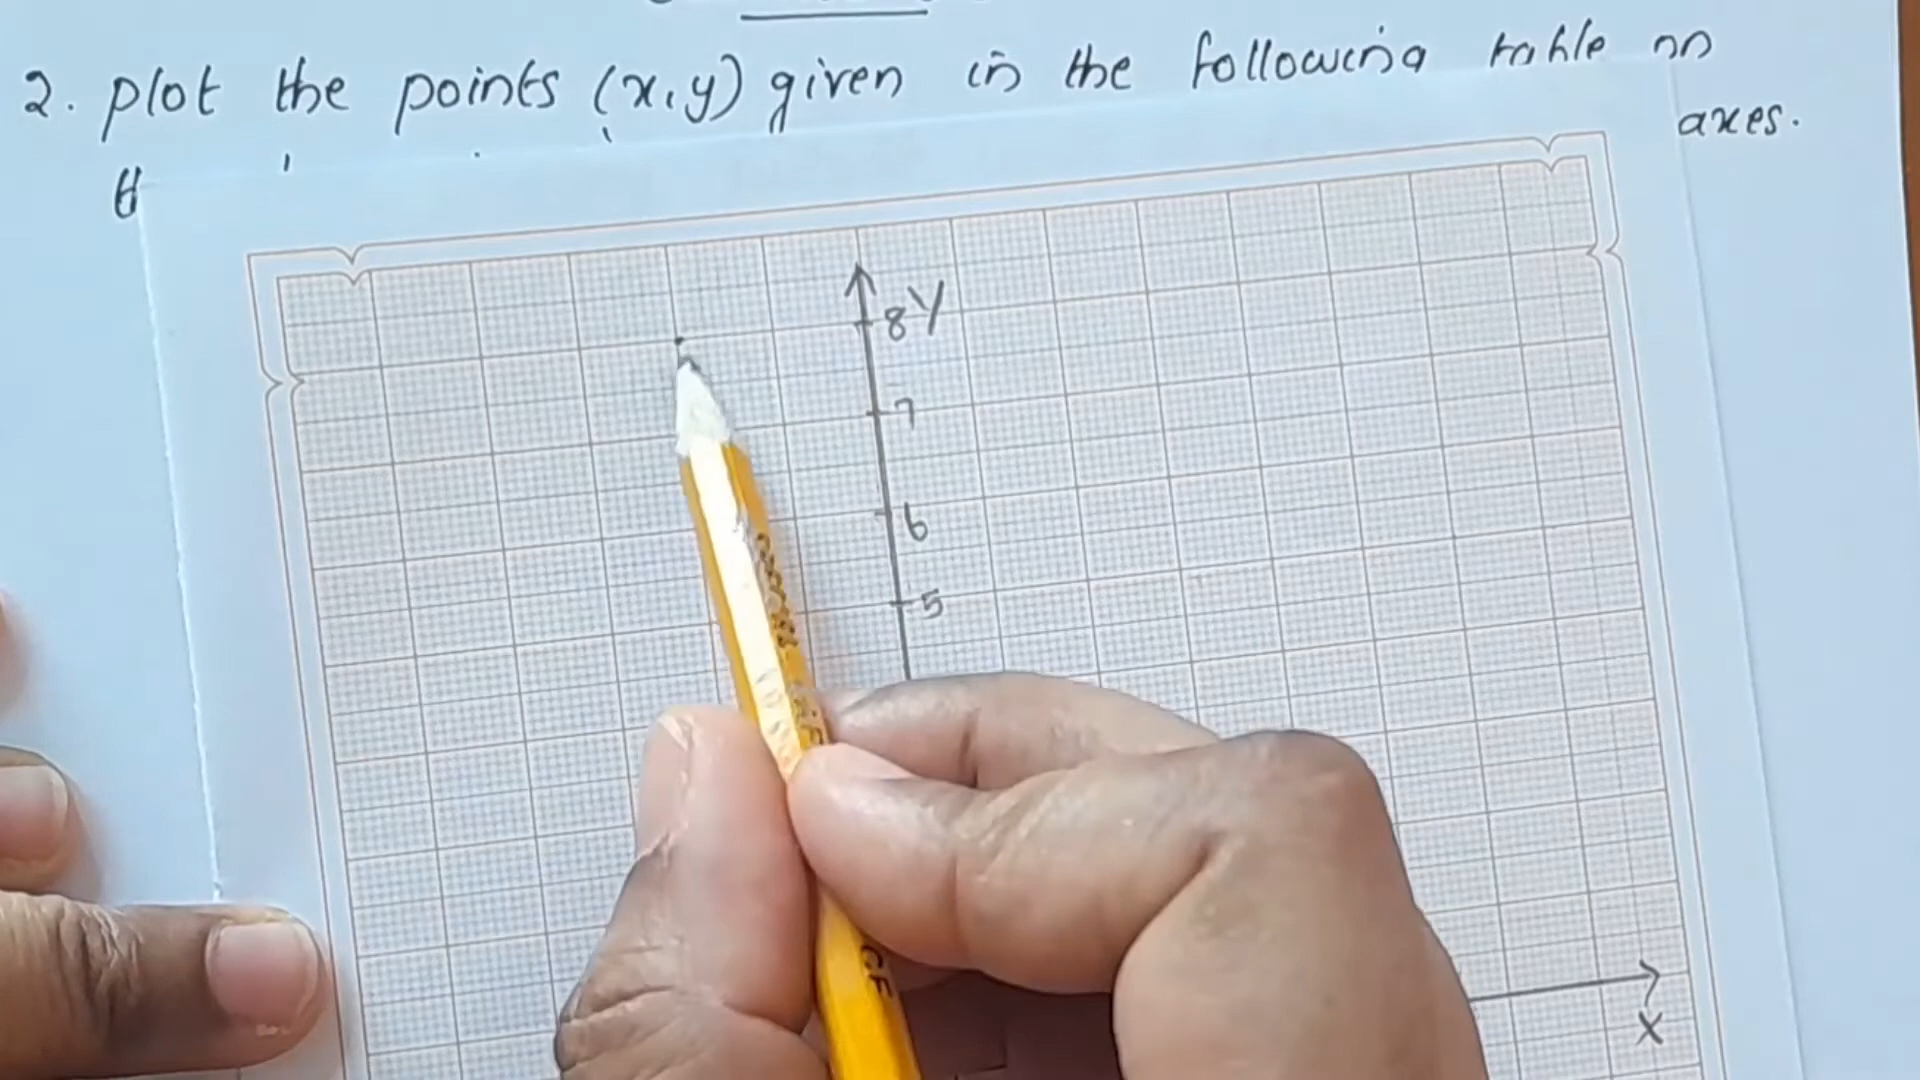 2. plot the points (x,y) given in the following table on
axes.
8 Y
7
6
5
X